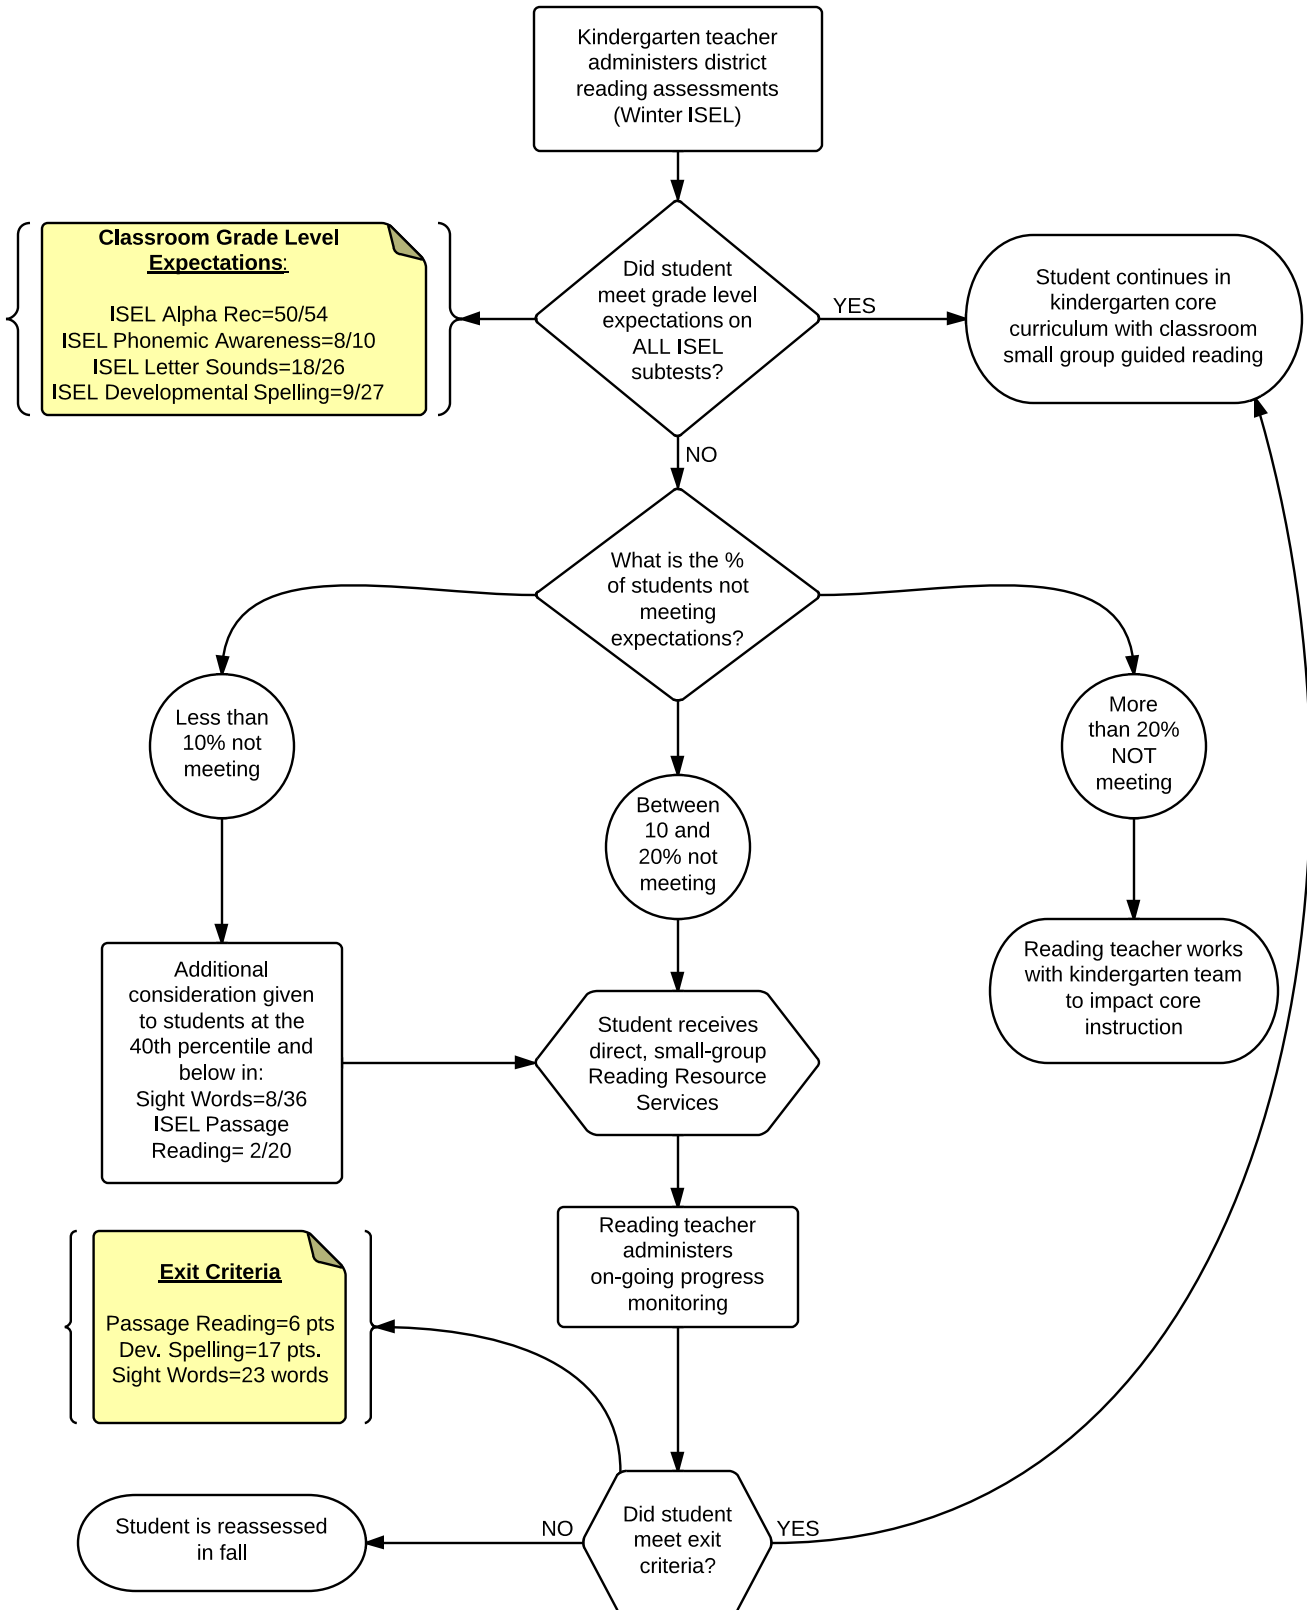 Kindergarten teacher
administers district
reading assessments
(Winter ISEL)
Classroom Grade Level
Expectations:
ISEL Alpha Rec=50/54
ISEL Phonemic Awareness=8/10
ISEL Letter Sounds=18/26
ISEL Developmental Spelling=9/27
Did student
meet grade level
expectations on
ALL ISEL
subtests?
YES
Student continues in
kindergarten core
curriculum with classroom
small group guided reading
NO
What is the %
of students not
meeting
expectations?
Less than
10% not
meeting
Between
10 and
20% not
meeting
More
than 20%
NOT
meeting
Additional
consideration given
to students at the
40th percentile and
below in:
Sight Words=8/36
ISEL Passage
Reading= 2/20
Student receives
direct, small-group
Reading Resource
Services
Reading teacher works
with kindergarten team
to impact core
instruction
Reading teacher
administers
on-going progress
monitoring
Exit Criteria
Passage Reading=6 pts
Dev. Spelling=17 pts.
Sight Words=23 words
Did student
meet exit
criteria?
NO
YES
Student is reassessed
in fall